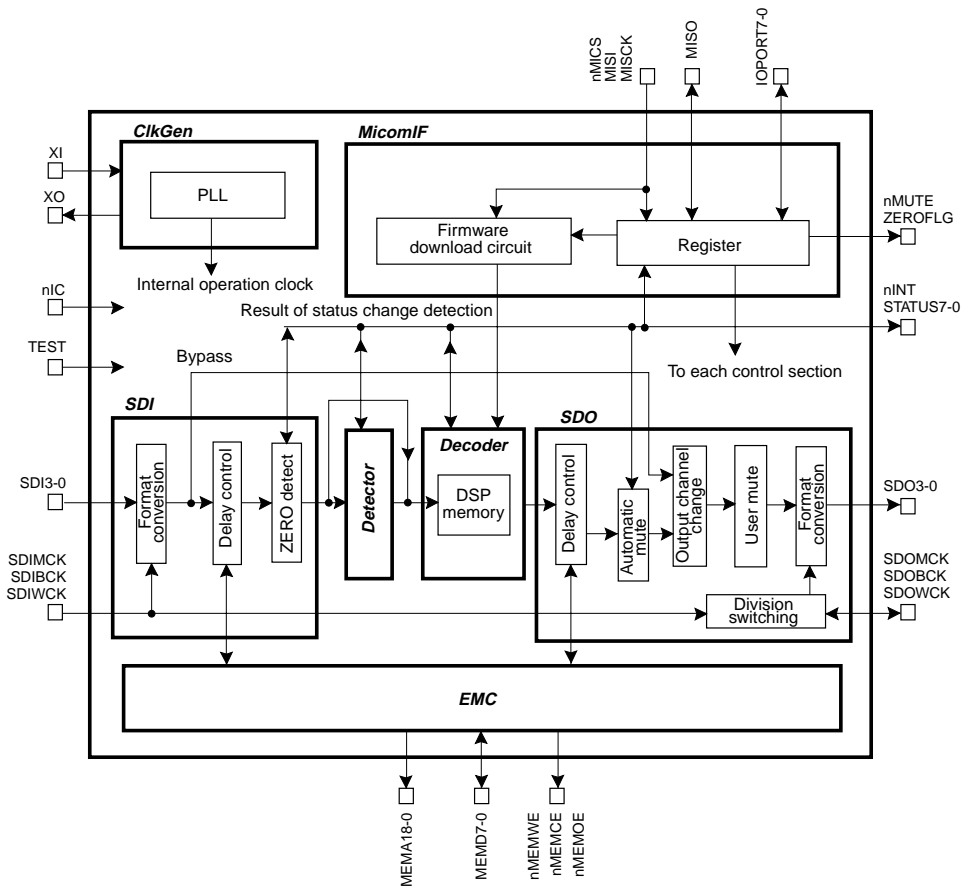 nMICS
MISI
MISCK
MISO
IOPORT7-0
ClkGen
MicomIF
XI
XO
PLL
Internal operation clock
Firmware
download circuit
Register
nMUTE
ZEROFLG
nIC
Result of status change detection
nINT
STATUS7-0
TEST
Bypass
To each control section
SDI
Format
conversion
Delay control
ZERO detect
Detector
Decoder
DSP
memory
SDO
Delay control
Automatic
mute
Output channel
change
User mute
Format
conversion
SDI3-0
SDO3-0
SDIMCK
SDIBCK
SDIWCK
Division
switching
SDOMCK
SDOBCK
SDOWCK
EMC
MEMA18-0
MEMD7-0
nMEMWE
nMEMCE
nMEMOE